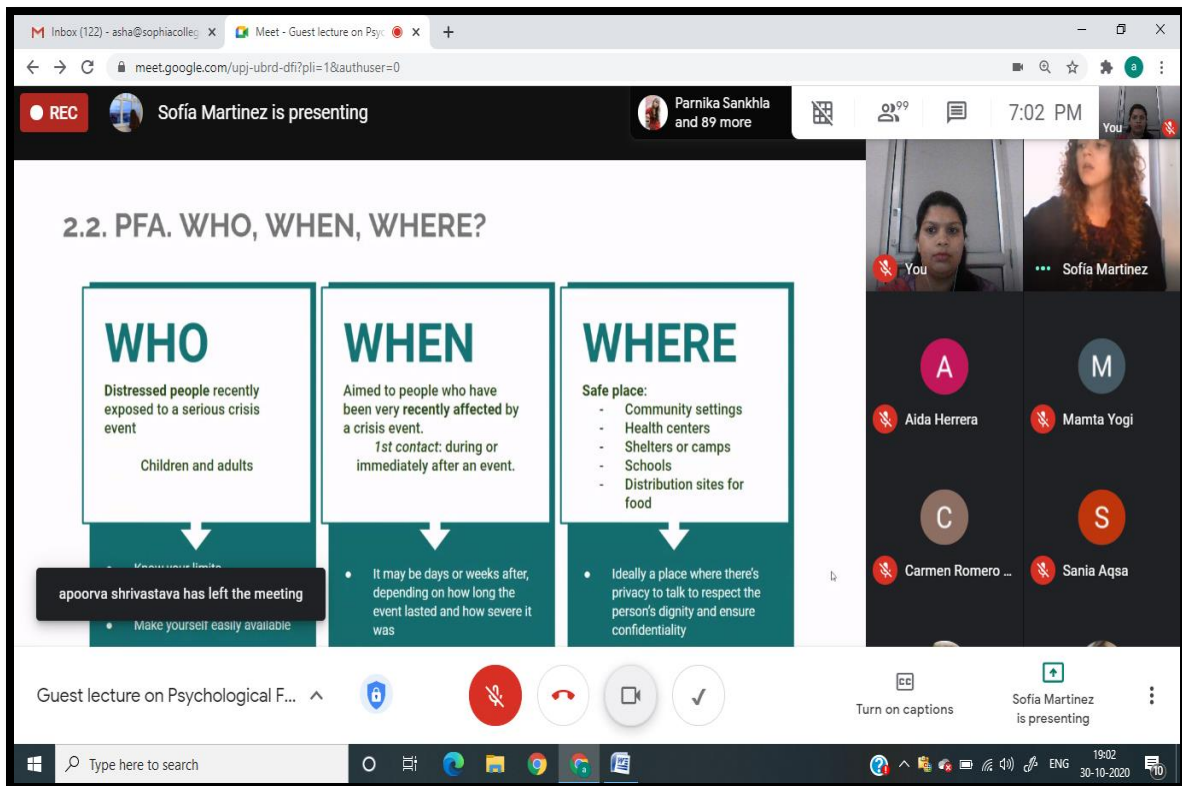 Inbox (122) - asha@sophiacolleg
Meet - Guest lecture on Psyc
meet.google.com/upj-ubrd-dfi?pli=1&authuser=0
a
REC
Sofía Martinez is presenting
Parnika Sankhla
and 89 more
99
7:02 PM
You
2.2. PFA. WHO, WHEN, WHERE?
WHO
Distressed people recently
exposed to a serious crisis
event
Children and adults
Know your limits
Make yourself easily available
WHEN
Aimed to people who have
been very recently affected by
a crisis event.
1st contact: during or
immediately after an event.
It may be days or weeks after,
depending on how long the
event lasted and how severe it
was
WHERE
Safe place:
- Community settings
- Health centers
- Shelters or camps
- Schools
- Distribution sites for
food
Ideally a place where there's
privacy to talk to respect the
person's dignity and ensure
confidentiality
apoorva shrivastava has left the meeting
You
Sofía Martinez
A
Aida Herrera
M
Mamta Yogi
C
Carmen Romero ...
S
Sania Aqsa
Guest lecture on Psychological F...
CC
Turn on captions
Sofía Martinez
is presenting
Type here to search
ENG
19:02
30-10-2020
10